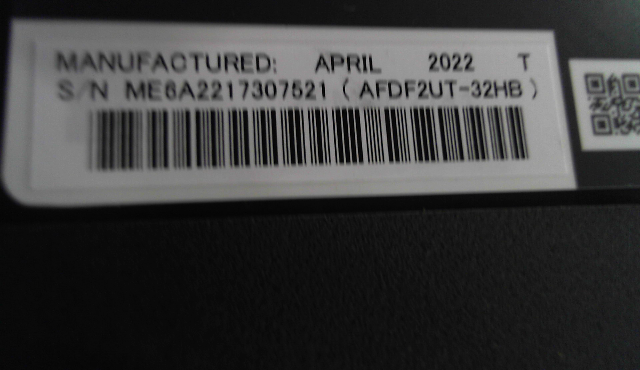 MANUFACTURED: APRIL 2022 T
S/N ME6A2217307521 ( AFDF2UT-32HB )